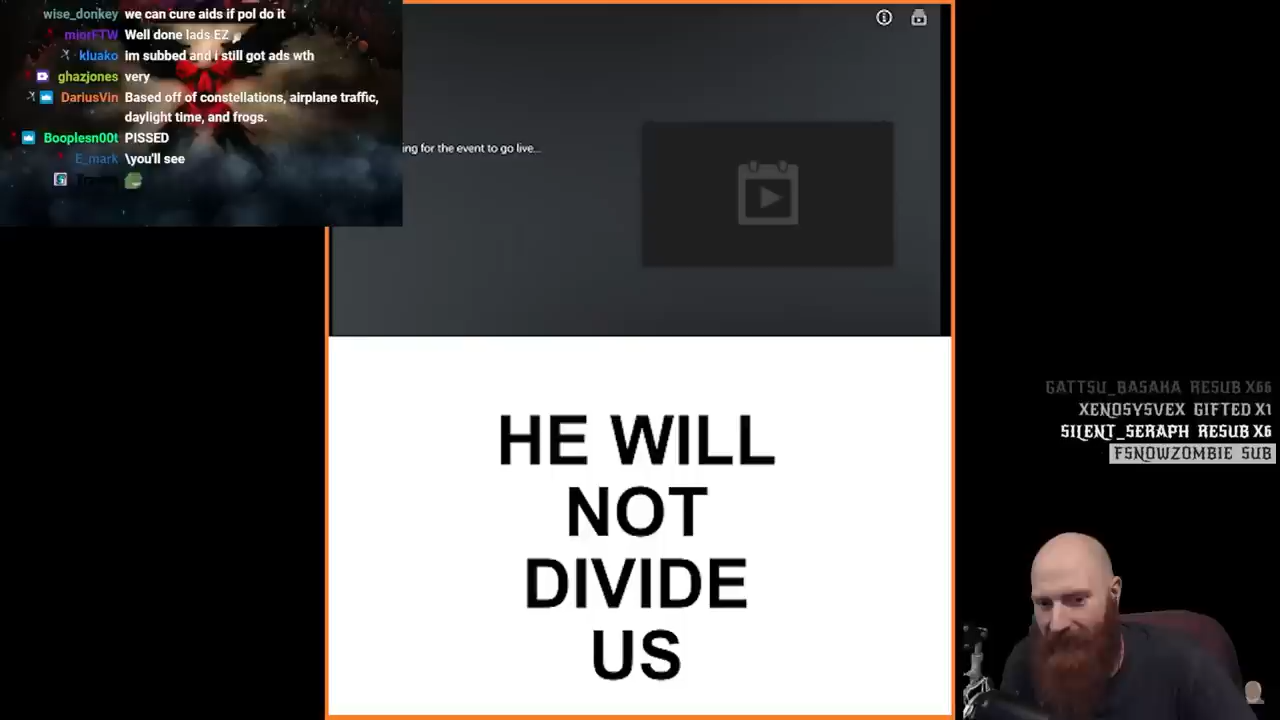 wise_donkey we can cure aids if pol do it
miorFTW Well done lads EZ
kluako im subbed and i still got ads wth
ghazjones very
DariusVin Based off of constellations, airplane traffic,
daylight time, and frogs.
Booplesn00t PISSED
E_mark \you'll see
ing for the event to go live...
HE WILL
NOT
DIVIDE
US
GATTSU_BASAKA RESUB X66
XENOSYSVEX GIFTED X1
SILENT_SERAPH RESUB X6
FSNOWZOMBIE SUB